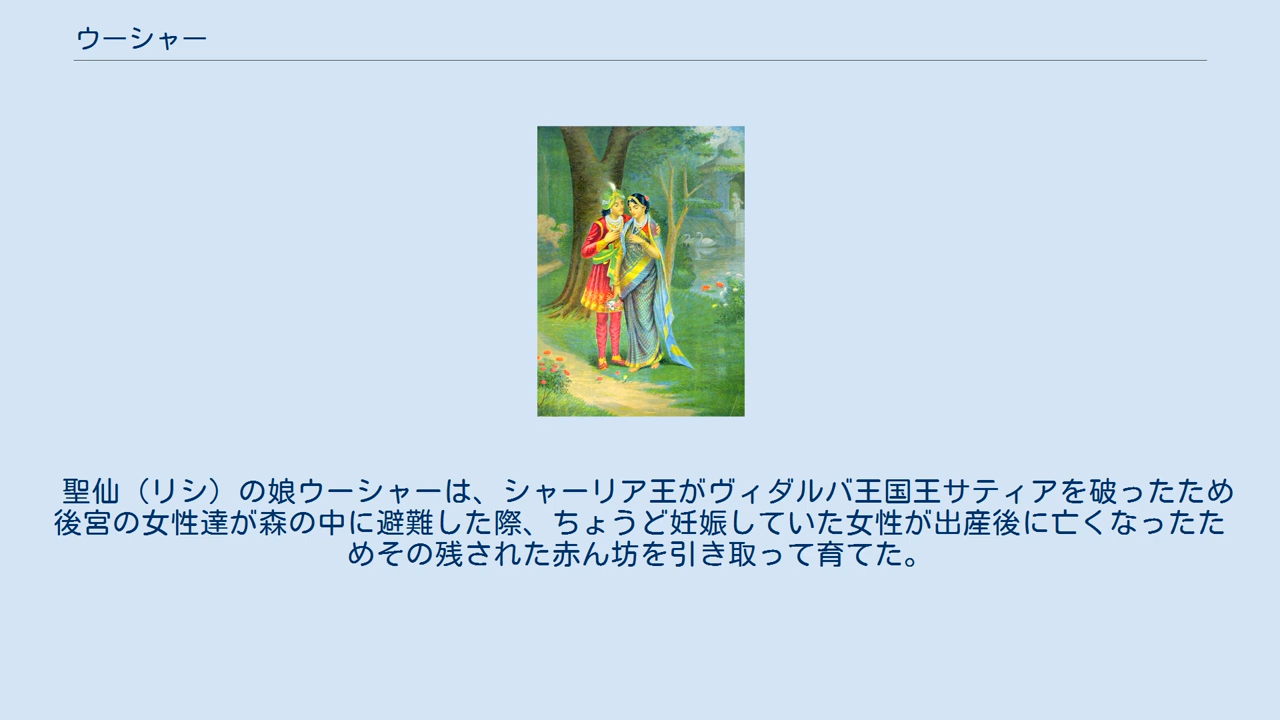 ウーシャー
聖仙（リシ）の娘ウーシャーは、シャーリア王がヴィダルバ王国王サティアを破ったため
後宮の女性達が森の中に避難した際、ちょうど妊娠していた女性が出産後に亡くなったた
めその残された赤ん坊を引き取って育てた。